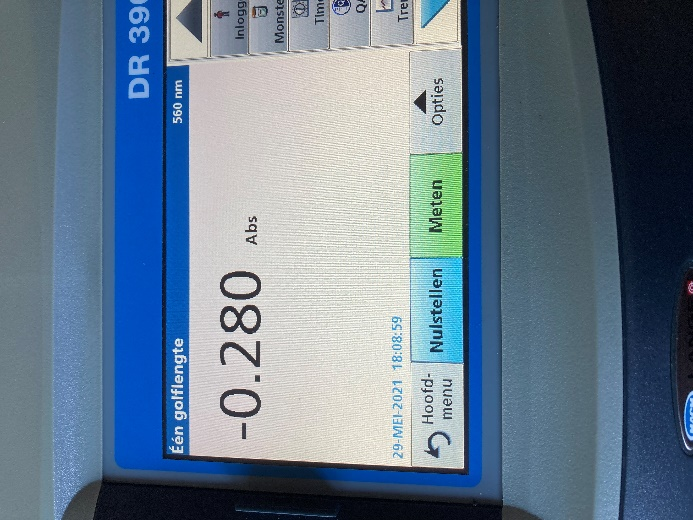 DR 390
Één golflengte 560 nm
-0.280 Abs
29-MEI-2021 18:08:59
Hoofd-
menu
Nulstellen
Meten
Opties